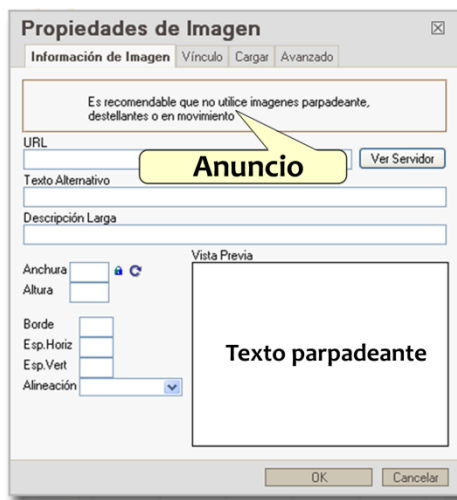 Propiedades de Imagen
Información de Imagen Vínculo Cargar Avanzado
Es recomendable que no utilice imagenes parpadeante,
destellantes o en movimiento
URL
Anuncio
Ver Servidor
Texto Alternativo
Descripción Larga
Anchura
Altura
Vista Previa
Borde
Esp.Horiz
Esp.Vert
Alineación
Texto parpadeante
OK Cancelar